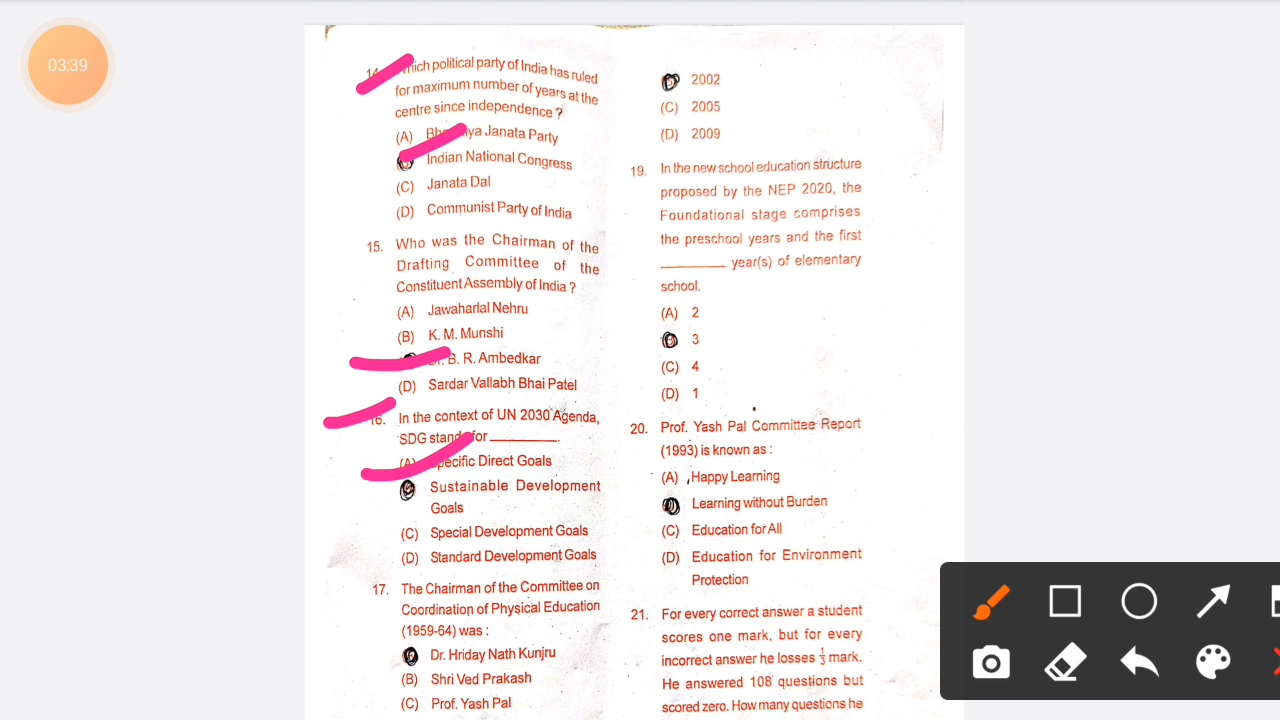 03:39
political party of India has ruled
for maximum number of years at the
centre since independence ?
(A) Janata Party
Indian National Congress
(C) Janata Dal
(D) Communist Party of India
15. Who was the Chairman of the
Drafting Committee of the
Constituent Assembly of India ?
(A) Jawaharlal Nehru
(B) K. M. Munshi
B. R. Ambedkar
(D) Sardar Vallabh Bhai Patel
16. In the context of UN 2030 Agenda,
SDG stands for ________.
(A) Specific Direct Goals
Sustainable Development
Goals
(C) Special Development Goals
(D) Standard Development Goals
17. The Chairman of the Committee on
Coordination of Physical Education
(1959-64) was :
Dr. Hriday Nath Kunjru
(B) Shri Ved Prakash
(C) Prof. Yash Pal
2002
(C) 2005
(D) 2009
19. In the new school education structure
proposed by the NEP 2020, the
Foundational stage comprises
the preschool years and the first
________ year(s) of elementary
school.
(A) 2
3
(C) 4
(D) 1
20. Prof. Yash Pal Committee Report
(1993) is known as :
(A) Happy Learning
Learning without Burden
(C) Education for All
(D) Education for Environment
Protection
21. For every correct answer a student
scores one mark, but for every
incorrect answer he losses 1/3 mark.
He answered 108 questions but
scored zero. How many questions he